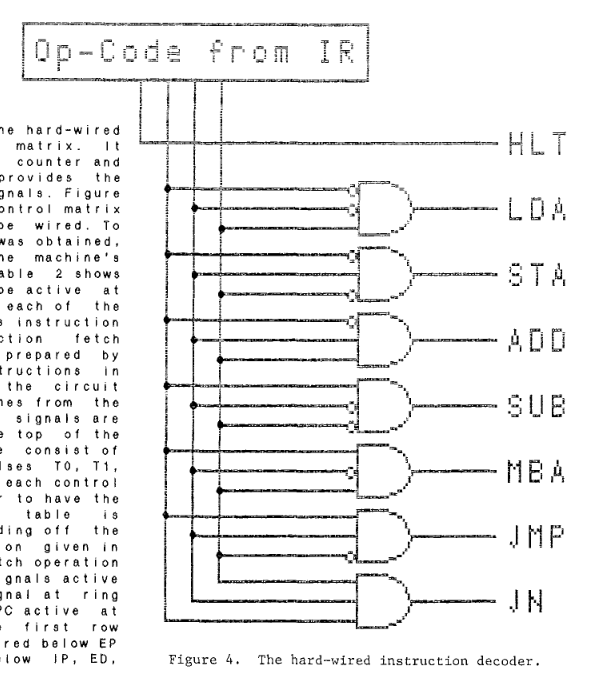 Op-Code from IR
HLT
LDA
STA
ADD
SUB
MBA
JMP
JN
he hard-wired
matrix. It
counter and
provides the
gnals. Figure
ontrol matrix
be wired. To
was obtained,
he machine's
able 2 shows
be active at
each of the
e instruction
ction fetch
prepared by
tructions in
the circuit
nes from the
signals are
e top of the
e consist of
lses T0, T1,
each control
r to have the
table is
ding off the
on given in
tch operation
gnals active
gnal at ring
PC active at
e first row
red below EP
elow IP, ED,
Figure 4. The hard-wired instruction decoder.